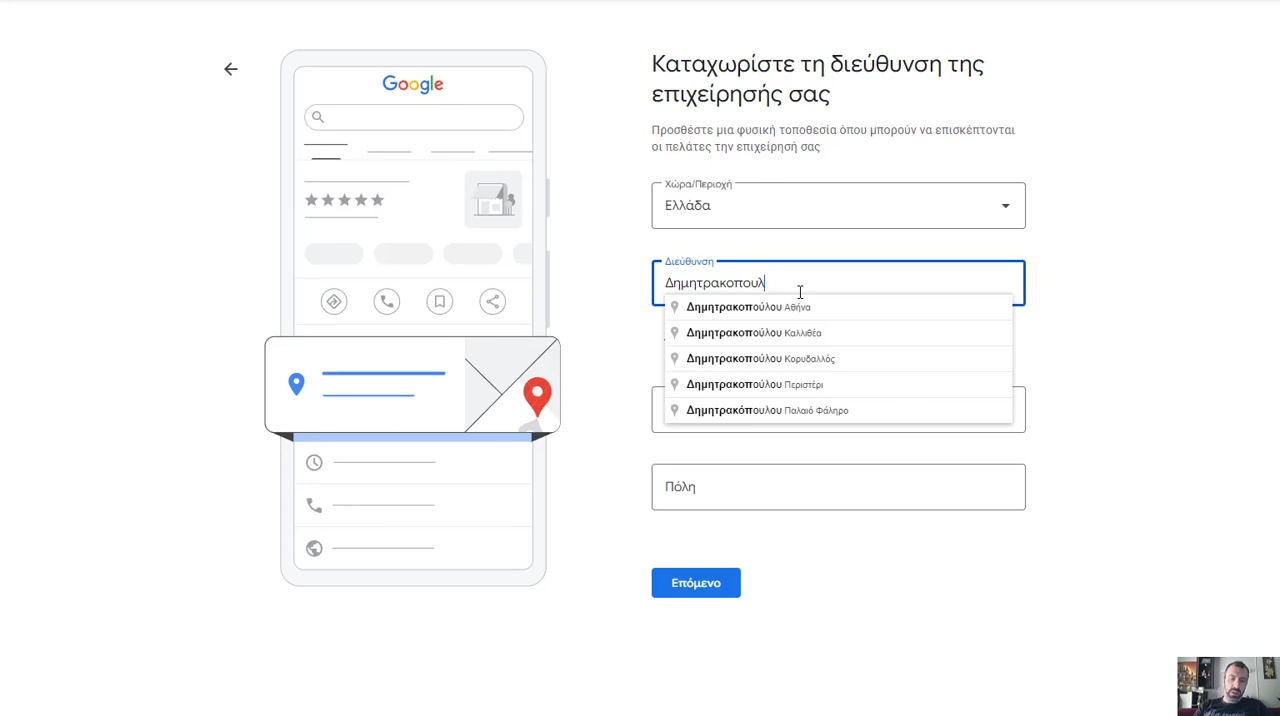 Google
Καταχωρίστε τη διεύθυνση της
επιχείρησής σας
Προσθέστε μια φυσική τοποθεσία όπου μπορούν να επισκέπτονται
οι πελάτες την επιχείρησή σας
Χώρα/Περιοχή
Ελλάδα
Διεύθυνση
Δημητρακοπουλ
Δημητρακοπούλου Αθήνα
Δημητρακοπούλου Καλλιθέα
Δημητρακοπούλου Κορυδαλλός
Δημητρακοπούλου Περιστέρι
Δημητρακόπουλου Παλαιό Φάληρο
Πόλη
Επόμενο